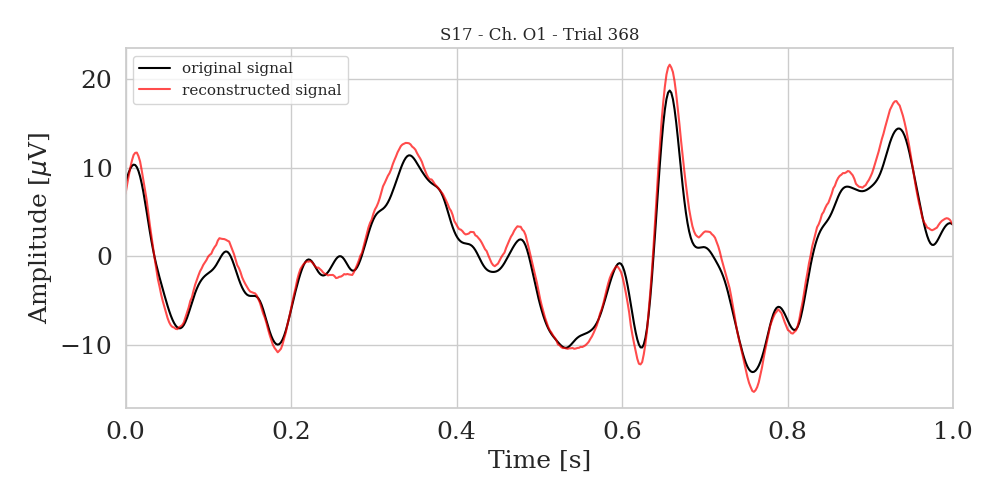 S17 - Ch. O1 - Trial 368
original signal
reconstructed signal
Amplitude [μV]
20
10
0
−10
0.0 0.2 0.4 0.6 0.8 1.0
Time [s]